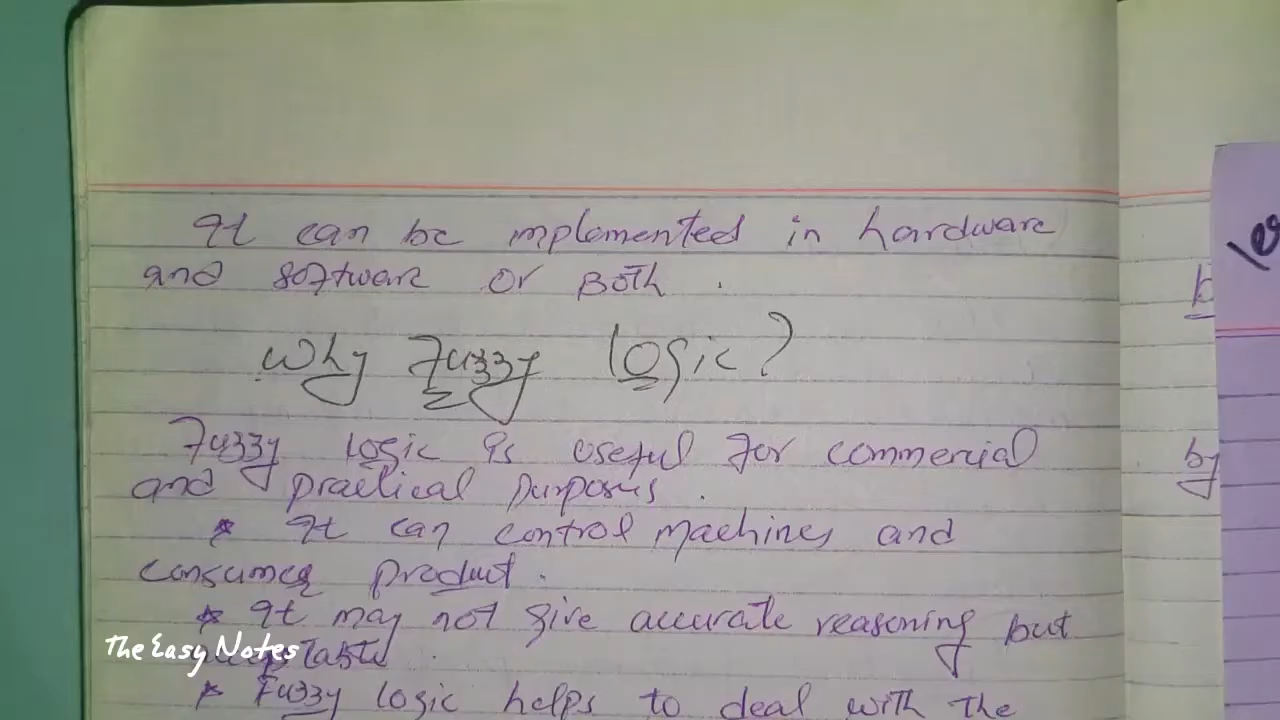 It can be implemented in hardware
and software or Both .
Why Fuzzy logic?
Fuzzy logic is useful for commercial
and practical purposes .
* It can control machines and
consumer product .
* It may not give accurate reasoning but
acceptable .
* Fuzzy logic helps to deal with the
The Easy Notes
by